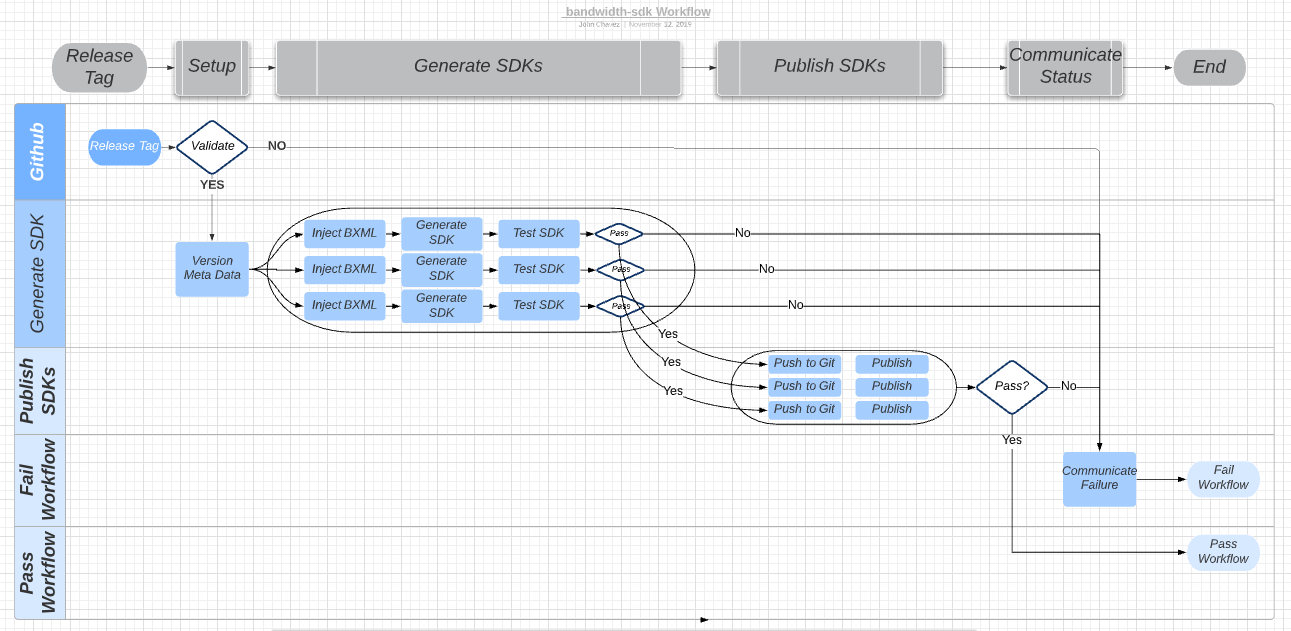 bandwidth-sdk Workflow
John Chavez | November 12, 2019
Release
Tag
Setup
Generate SDKs
Publish SDKs
Communicate
Status
End
Github
Release Tag
Validate
NO
YES
Generate SDK
Version
Meta Data
Inject BXML
Generate
SDK
Test SDK
Pass
No
Inject BXML
Generate
SDK
Test SDK
Pass
No
Inject BXML
Generate
SDK
Test SDK
Pass
No
Yes
Yes
Yes
Publish
SDKs
Push to Git
Publish
Push to Git
Publish
Push to Git
Publish
Pass?
No
Yes
Fail
Workflow
Communicate
Failure
Fail
Workflow
Pass
Workflow
Pass
Workflow